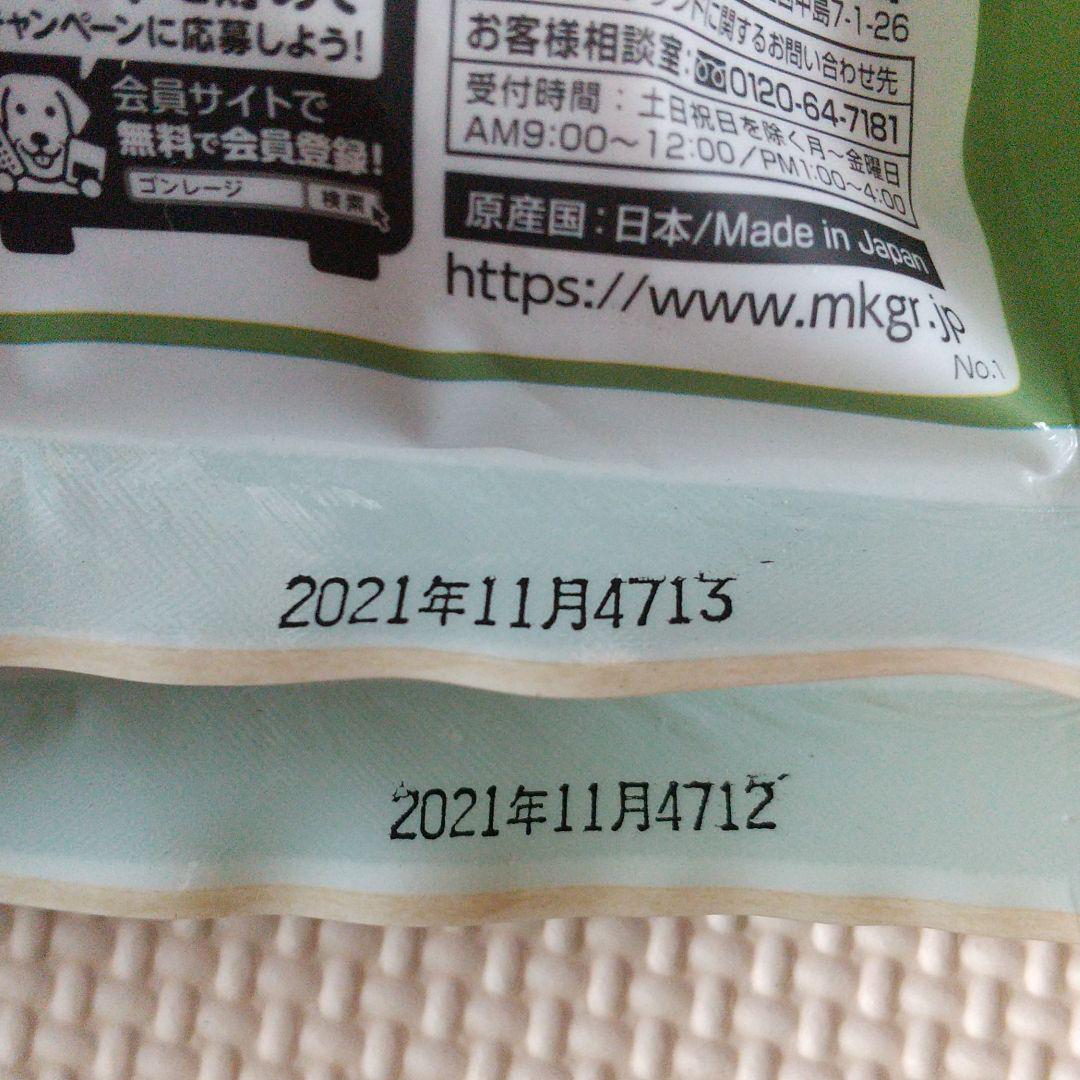 キャンペーンに応募しよう!
会員サイトで
無料で会員登録!
ゴンレージ 検索
中島7-1-26
に関するお問い合わせ先
お客様相談室:0120-64-7181
受付時間:土日祝日を除く月~金曜日
AM9:00~12:00/PM1:00~4:00
原産国:日本/Made in Japan
https://www.mkgr.jp
No.1
2021年11月4713
2021年11月4712